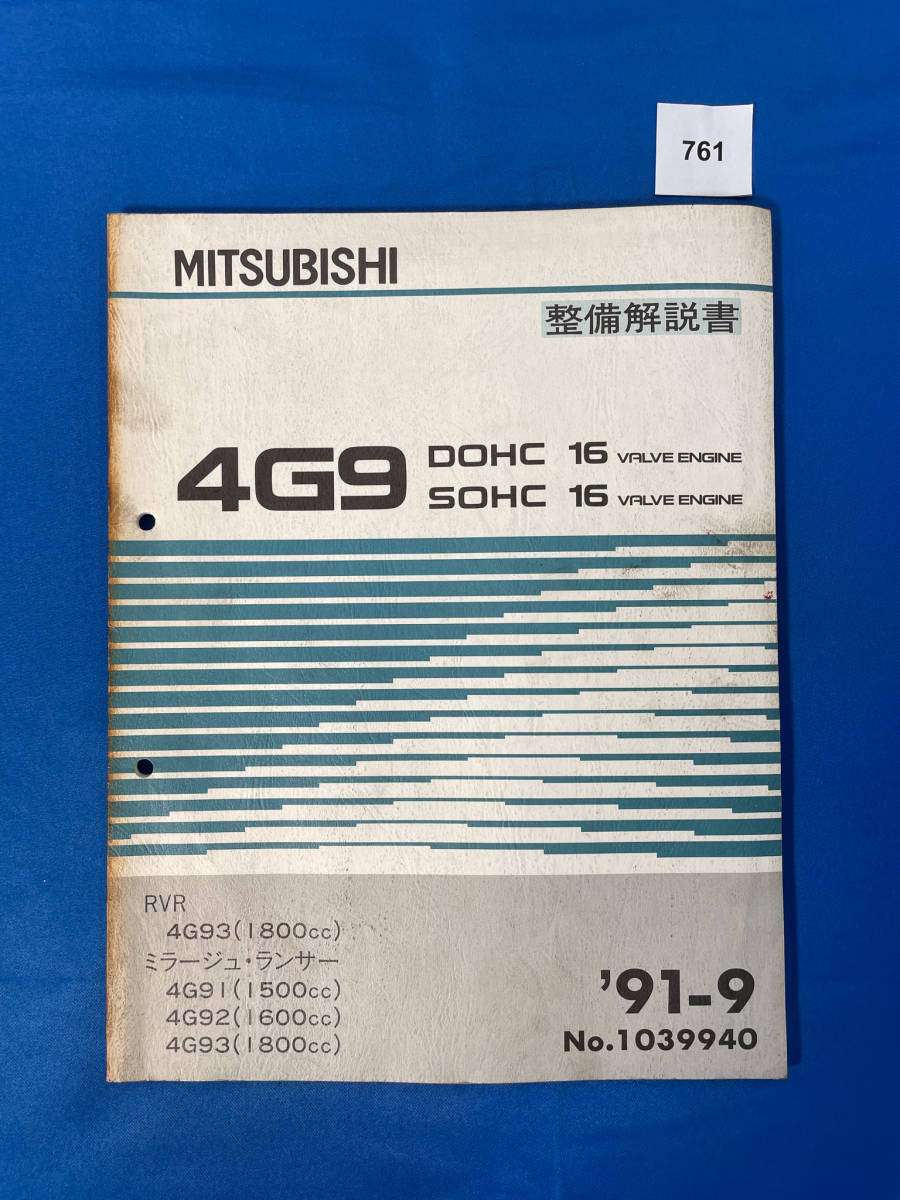 761
MITSUBISHI
整備解説書
4G9
DOHC 16 VALVE ENGINE
SOHC 16 VALVE ENGINE
RVR
4G93(1800cc)
ミラージュ・ランサー
4G91(1500cc)
4G92(1600cc)
4G93(1800cc)
'91-9
No.1039940